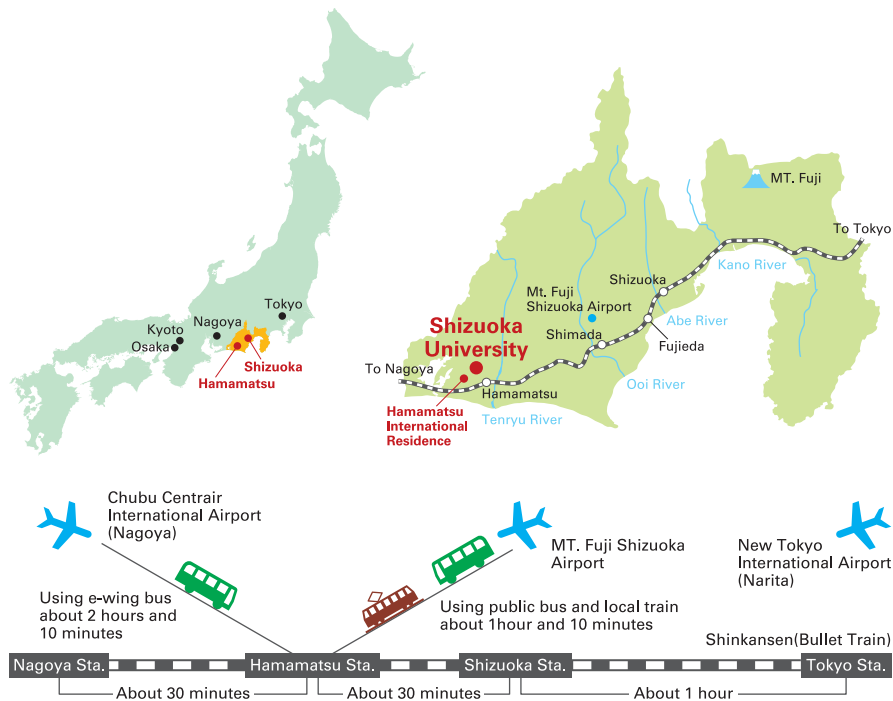 Tokyo
Nagoya
Kyoto
Osaka
Shizuoka
Hamamatsu
MT. Fuji
To Tokyo
Kano River
Shizuoka
Mt. Fuji
Shizuoka Airport
Abe River
Shizuoka
University
Shimada
Fujieda
To Nagoya
Ooi River
Hamamatsu
Hamamatsu
International
Residence
Tenryu River
Chubu Centrair
International Airport
(Nagoya)
MT. Fuji Shizuoka
Airport
New Tokyo
International Airport
(Narita)
Using e-wing bus
about 2 hours and
10 minutes
Using public bus and local train
about 1hour and 10 minutes
Shinkansen(Bullet Train)
Nagoya Sta.
Hamamatsu Sta.
Shizuoka Sta.
Tokyo Sta.
About 30 minutes
About 30 minutes
About 1 hour